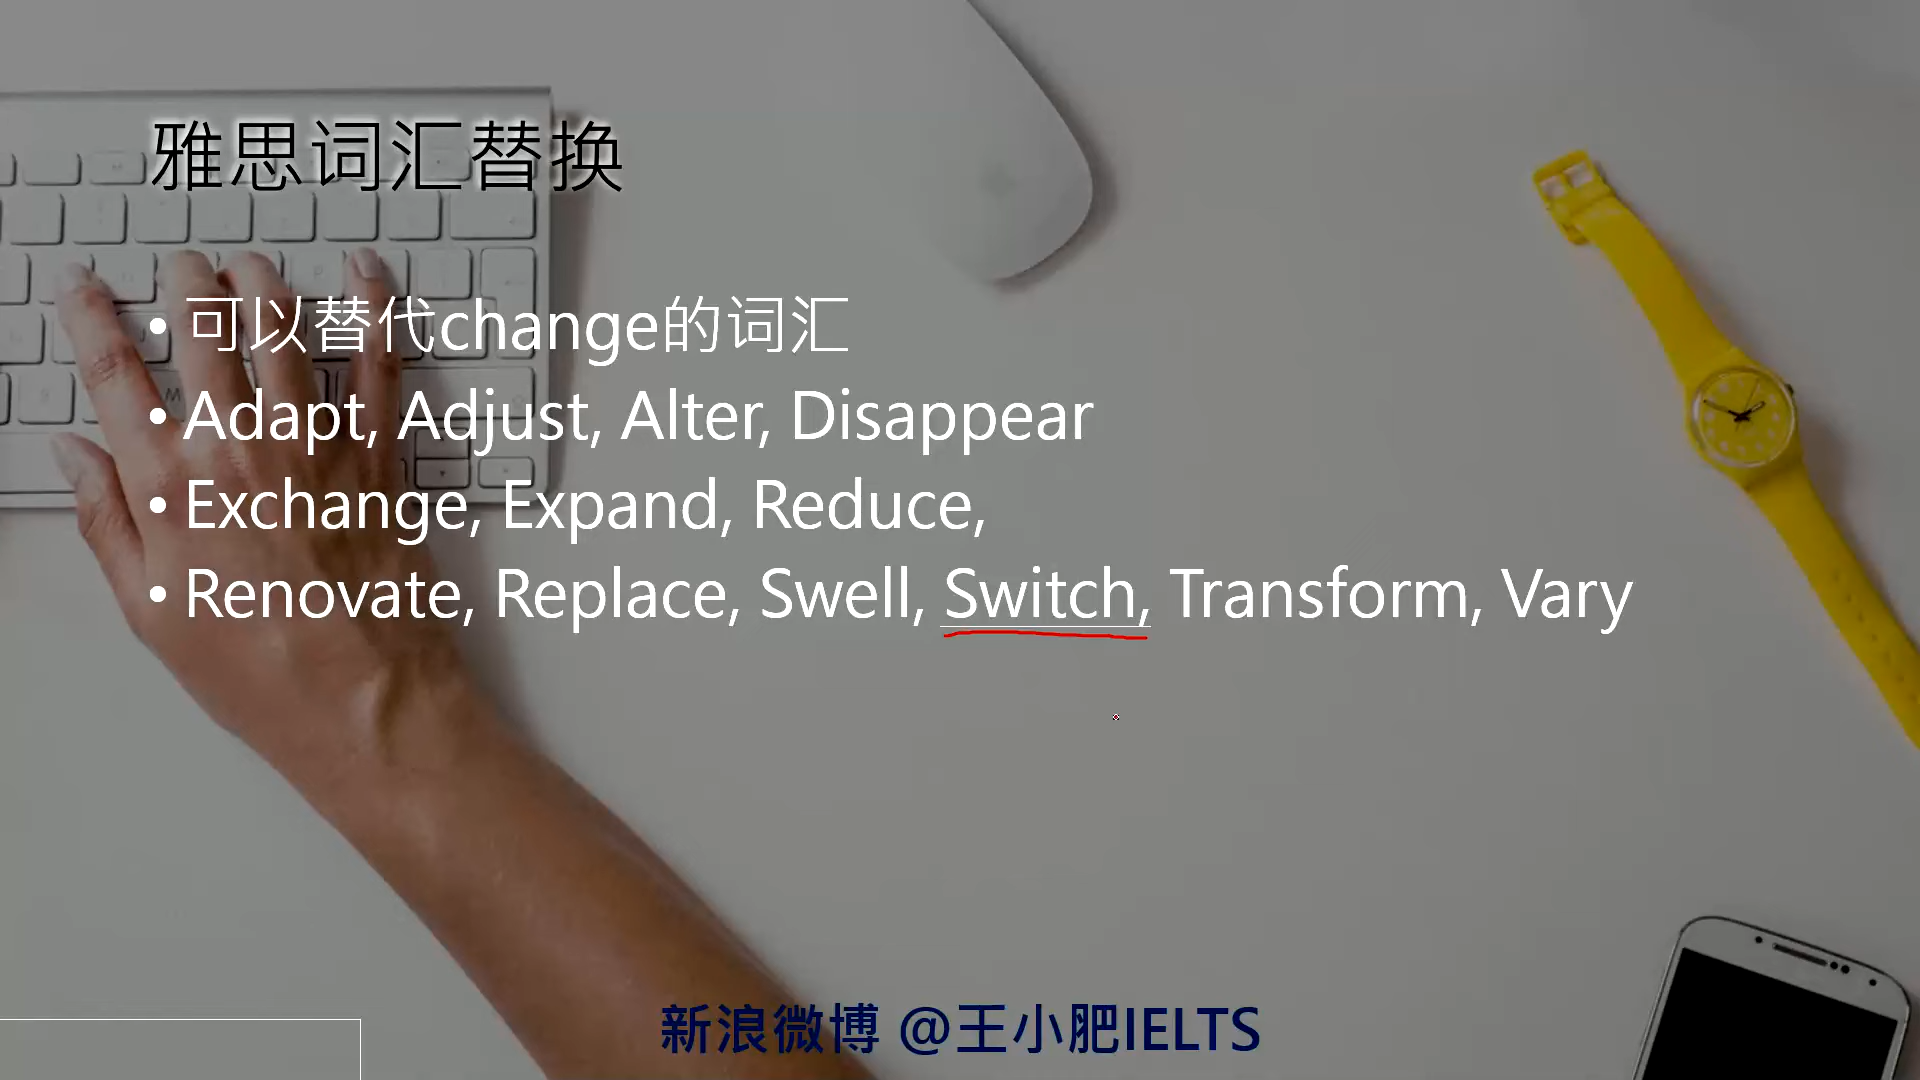 雅思词汇替换
• 可以替代change的词汇
• Adapt, Adjust, Alter, Disappear
• Exchange, Expand, Reduce,
• Renovate, Replace, Swell, Switch, Transform, Vary
新浪微博 @王小肥IELTS